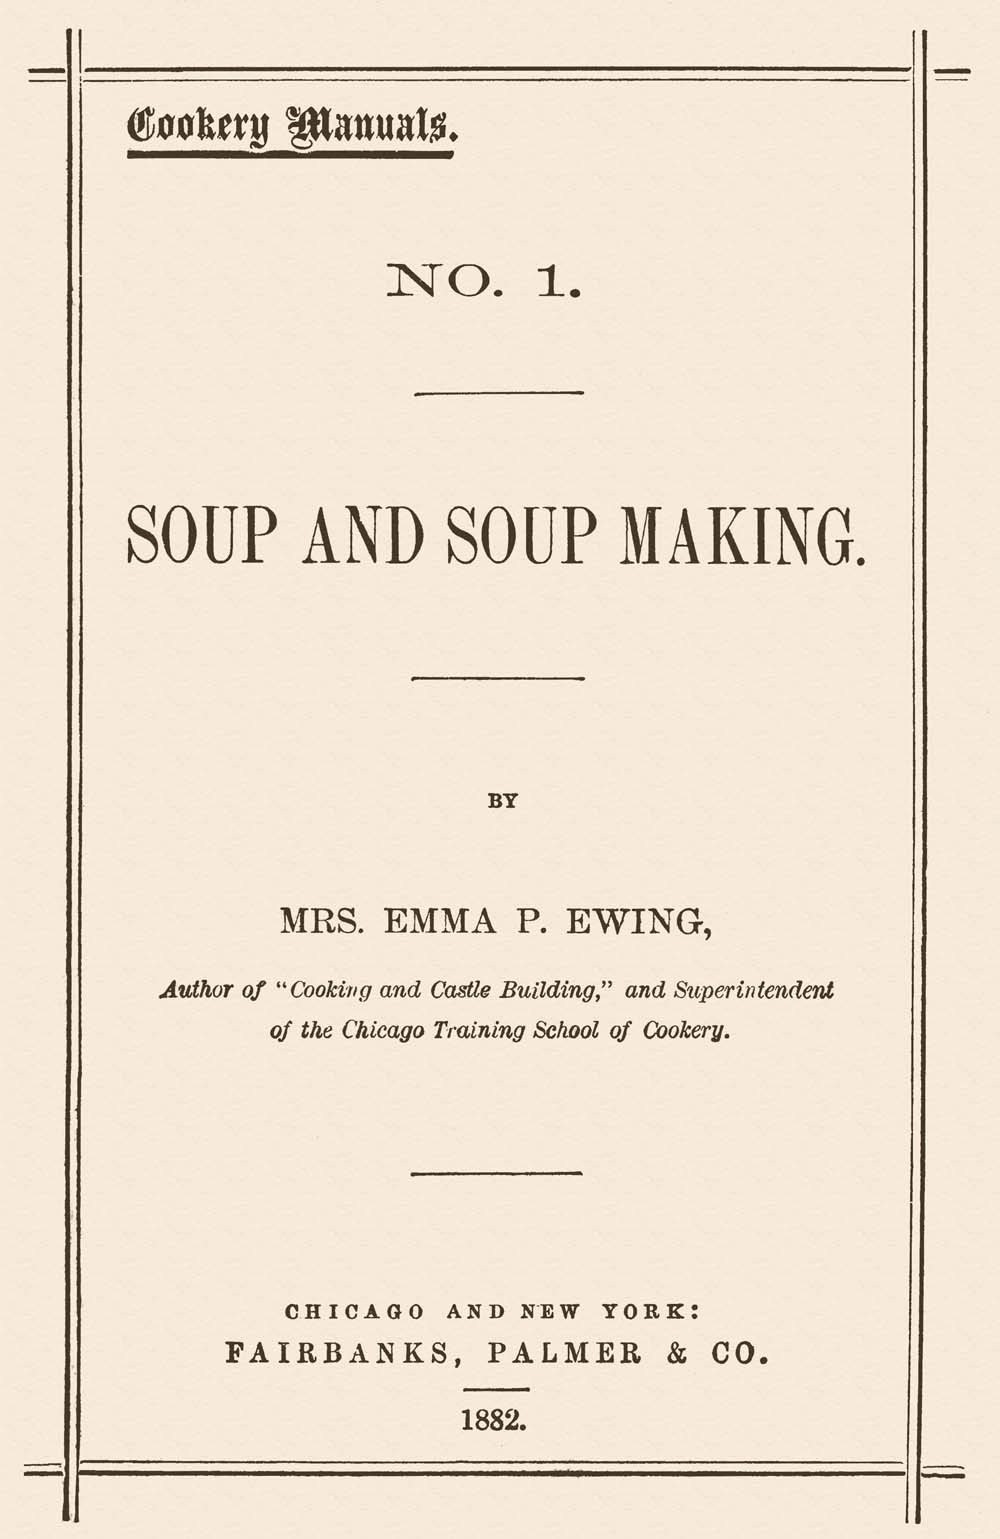 Cookery Manuals.
NO. 1.
SOUP AND SOUP MAKING.
BY
MRS. EMMA P. EWING,
Author of “Cooking and Castle Building,” and Superintendent
of the Chicago Training School of Cookery.
CHICAGO AND NEW YORK:
FAIRBANKS, PALMER & CO.
1882.